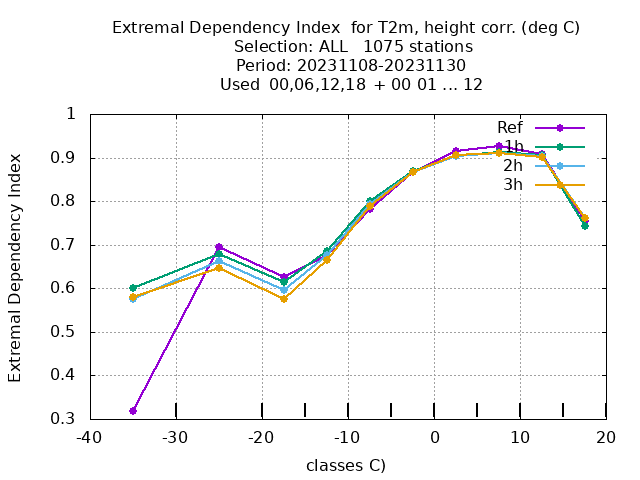 Extremal Dependency Index  for T2m, height corr. (deg C)
Selection: ALL   1075 stations
Period: 20231108-20231130
Used  00,06,12,18  + 00 01 ... 12
Extremal Dependency Index
1
0.9
0.8
0.7
0.6
0.5
0.4
0.3
Ref
1h
2h
3h
-40 -30 -20 -10 0 10 20
classes C)